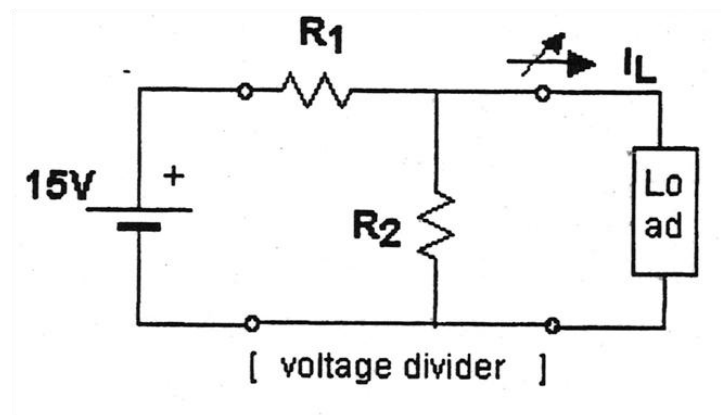 R1
IL
15V
+
R2
Lo
ad
[ voltage divider ]